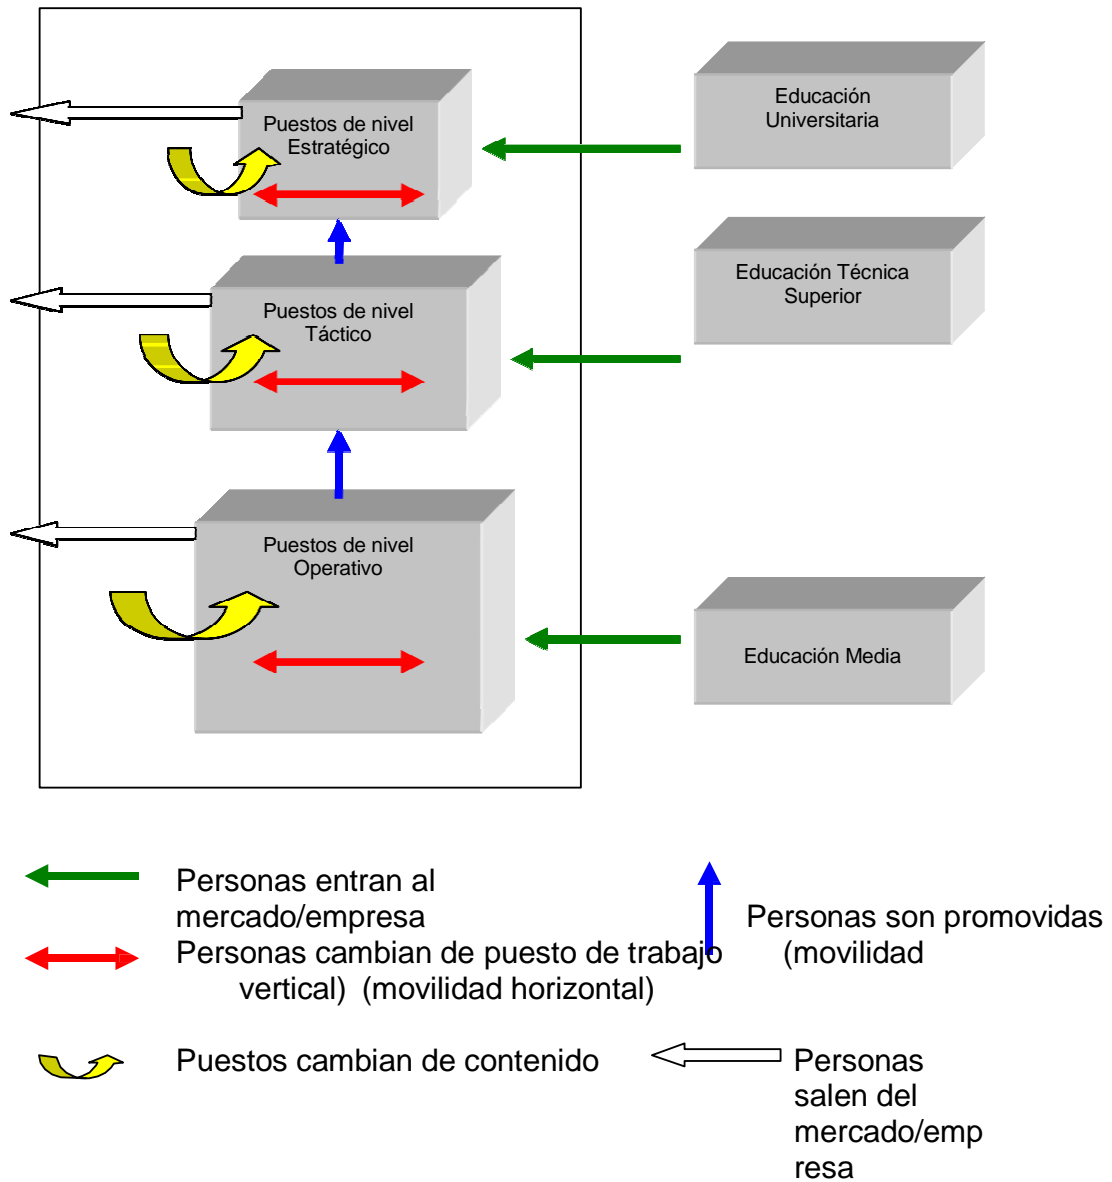 Puestos de nivel
Estratégico
Educación
Universitaria
Puestos de nivel
Táctico
Educación Técnica
Superior
Puestos de nivel
Operativo
Educación Media
Personas entran al
mercado/empresa
Personas son promovidas
Personas cambian de puesto de trabajo
(movilidad
vertical)  (movilidad horizontal)
Puestos cambian de contenido
Personas
salen del
mercado/emp
resa